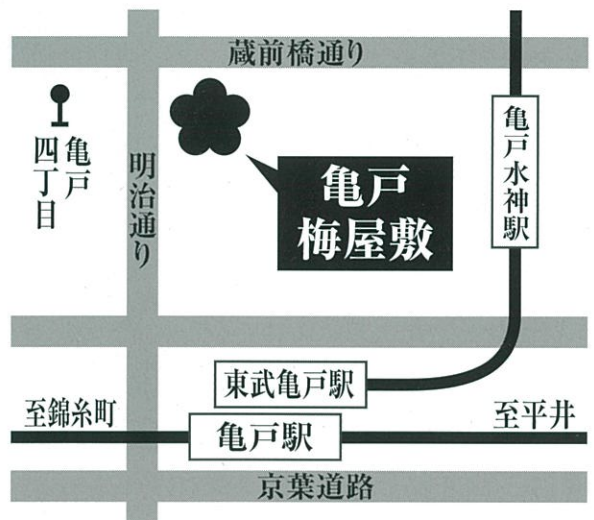 蔵前橋通り
亀戸
四丁目
明治通り
亀戸
梅屋敷
亀戸水神駅
東武亀戸駅
至錦糸町
亀戸駅
至平井
京葉道路